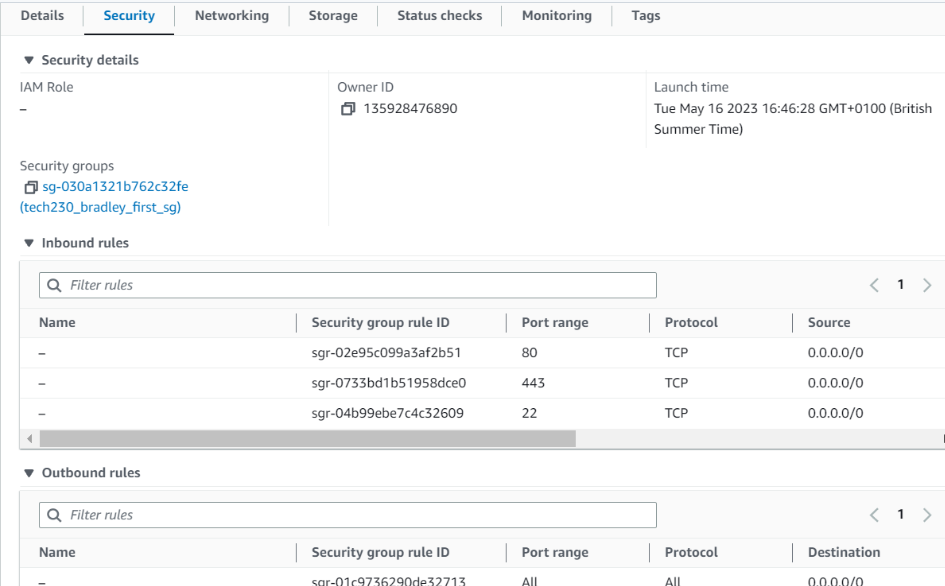 Details Security Networking Storage Status checks Monitoring Tags
Security details
IAM Role Owner ID Launch time
– 135928476890 Tue May 16 2023 16:46:28 GMT+0100 (British
Summer Time)
Security groups
sg-030a1321b762c32fe
(tech230_bradley_first_sg)
Inbound rules
Filter rules 1
Name Security group rule ID Port range Protocol Source
– sgr-02e95c099a3af2b51 80 TCP 0.0.0.0/0
– sgr-0733bd1b51958dce0 443 TCP 0.0.0.0/0
– sgr-04b99ebe7c4c32609 22 TCP 0.0.0.0/0
Outbound rules
Filter rules 1
Name Security group rule ID Port range Protocol Destination
– sgr-01c9736290de32713 All All 0.0.0.0/0